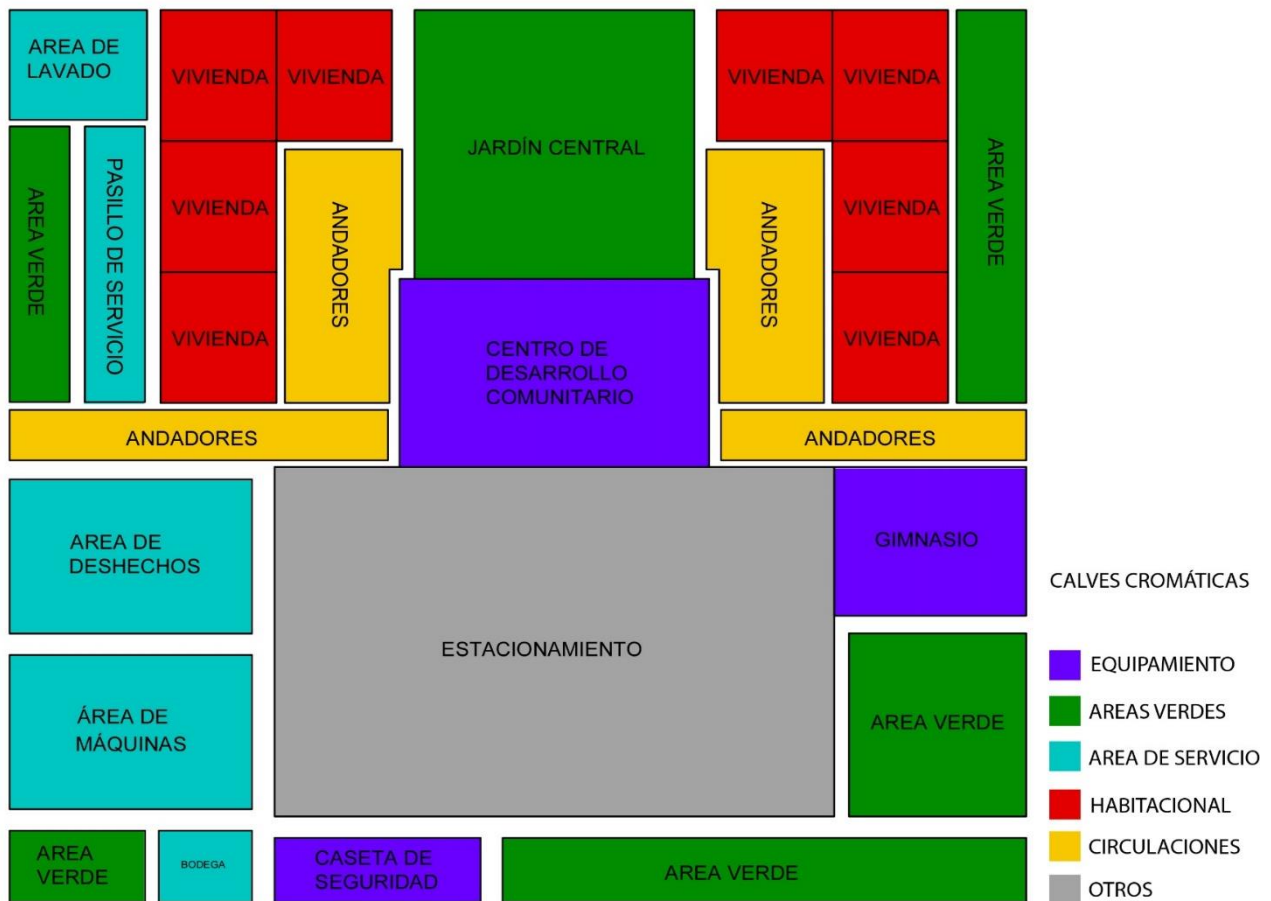 AREA DE
LAVADO
VIVIENDA
VIVIENDA
JARDÍN CENTRAL
VIVIENDA
VIVIENDA
AREA VERDE
AREA VERDE
PASILLO DE SERVICIO
VIVIENDA
ANDADORES
ANDADORES
VIVIENDA
VIVIENDA
VIVIENDA
CENTRO DE
DESARROLLO
COMUNITARIO
ANDADORES
ANDADORES
AREA DE
DESHECHOS
GIMNASIO
ESTACIONAMIENTO
ÁREA DE
MÁQUINAS
AREA VERDE
AREA
VERDE
BODEGA
CASETA DE
SEGURIDAD
AREA VERDE
CALVES CROMÁTICAS
EQUIPAMIENTO
AREAS VERDES
AREA DE SERVICIO
HABITACIONAL
CIRCULACIONES
OTROS